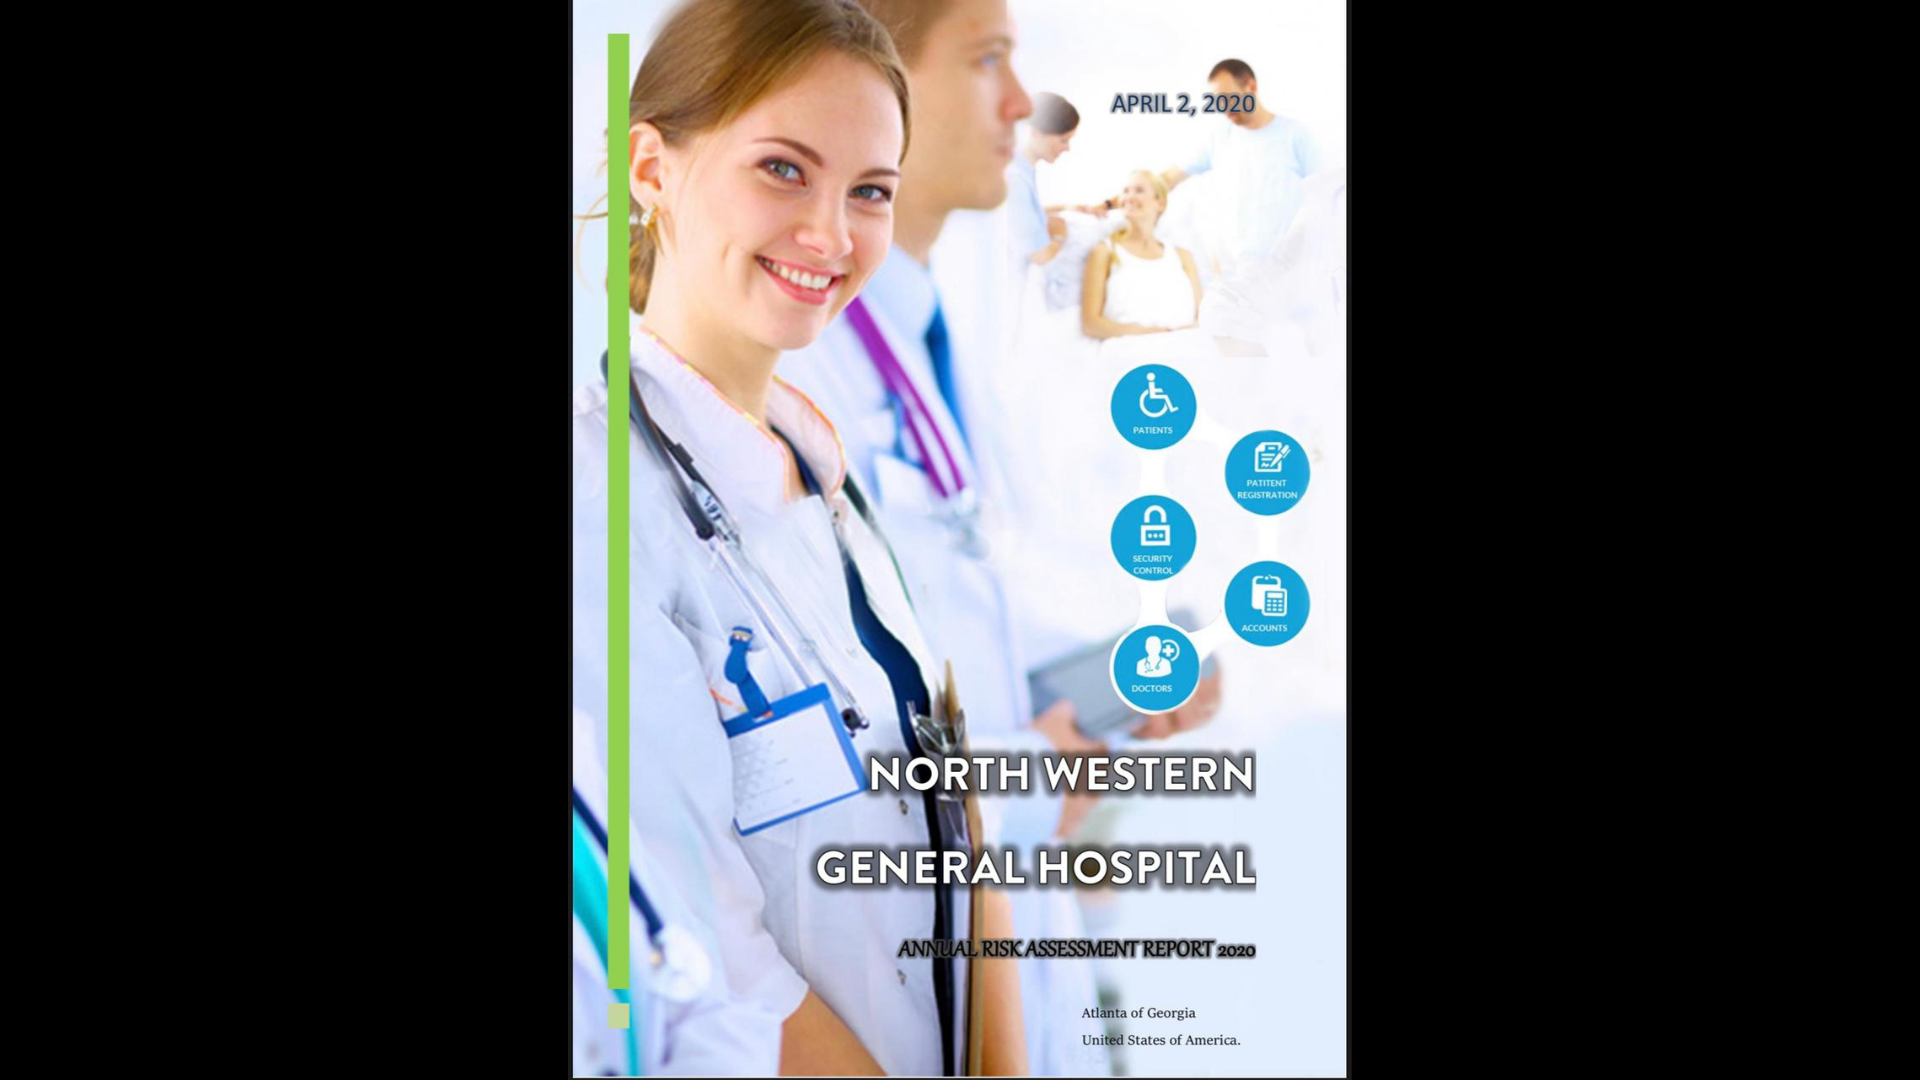 APRIL 2, 2020
PATIENTS
PATITENT
REGISTRATION
SECURITY
CONTROL
ACCOUNTS
DOCTORS
NORTH WESTERN
GENERAL HOSPITAL
ANNUAL RISK ASSESSMENT REPORT 2020
Atlanta of Georgia
United States of America.